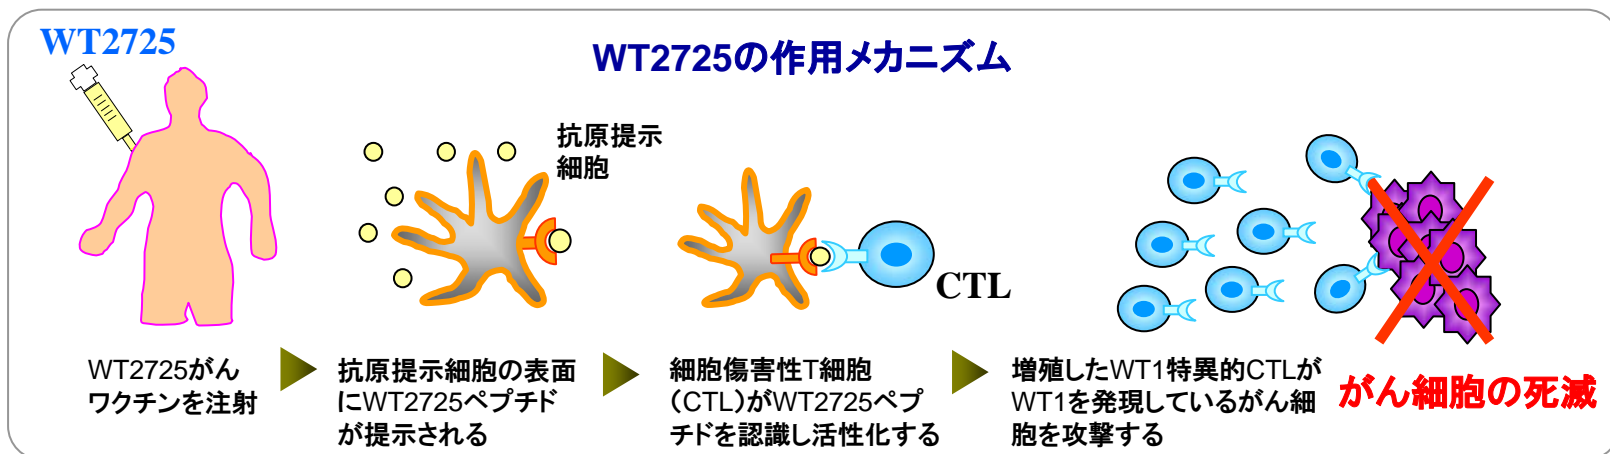 WT2725
WT2725の作用メカニズム
抗原提示
細胞
CTL
WT2725がん
ワクチンを注射
抗原提示細胞の表面
にWT2725ペプチド
が提示される
細胞傷害性T細胞
（CTL）がWT2725ペプ
チドを認識し活性化する
増殖したWT1特異的CTLが
WT1を発現しているがん細
胞を攻撃する
がん細胞の死滅